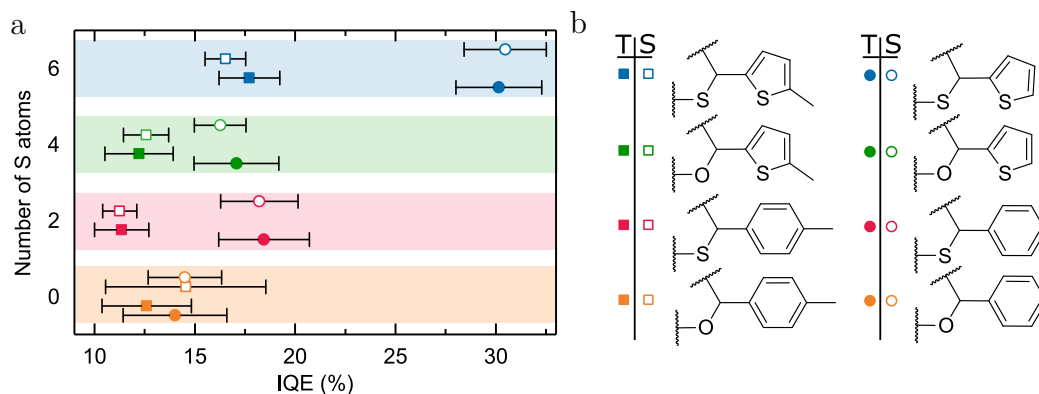 a
Number of S atoms
6
4
2
0
10 15 20 25 30
IQE (%)
b
T S
S S
O S
S
O
T S
S S
O S
S
O